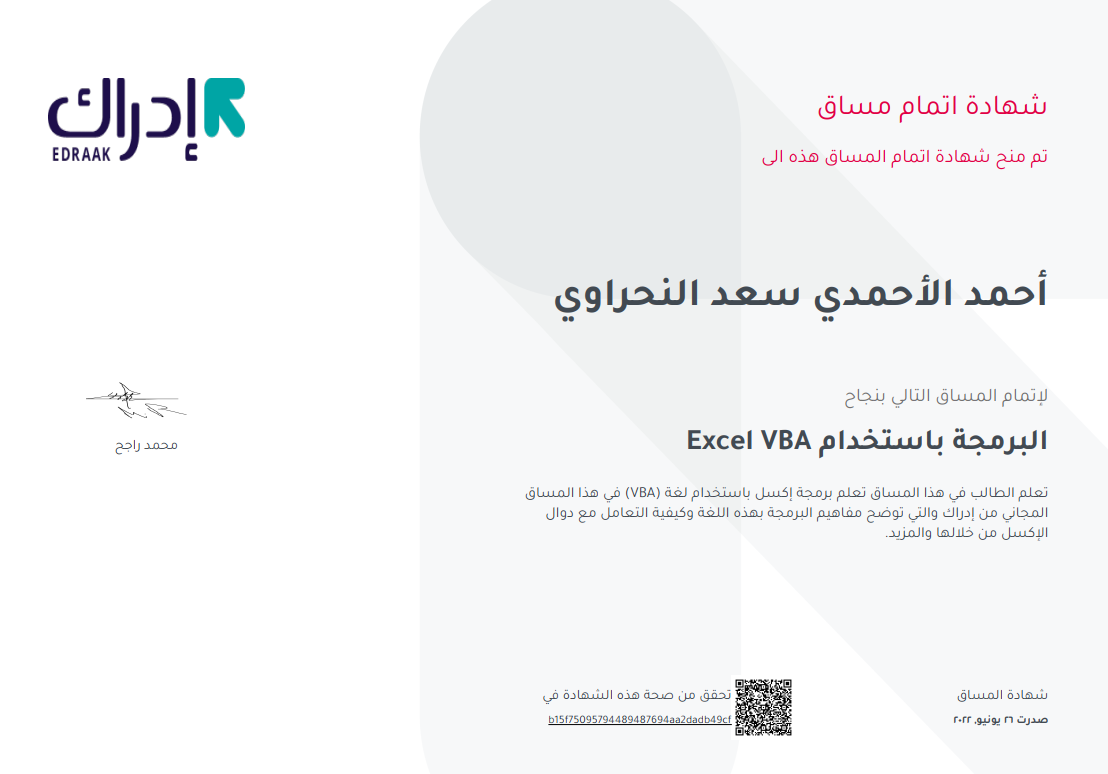 إدراك
EDRAAK
شهادة اتمام مساق
تم منح شهادة اتمام المساق هذه الى
أحمد الأحمدي سعد النحراوي
لإتمام المساق التالي بنجاح
البرمجة باستخدام Excel VBA
تعلم الطالب في هذا المساق تعلم برمجة إكسل باستخدام لغة (VBA) في هذا المساق
المجاني من إدراك والتي توضح مفاهيم البرمجة بهذه اللغة وكيفية التعامل مع دوال
الإكسل من خلالها والمزيد.
محمد راجح
شهادة المساق
صدرت ٢٦ يونيو, ٢٠٢٢
تحقق من صحة هذه الشهادة في
b15f75095794489487694aa2dadb49cf